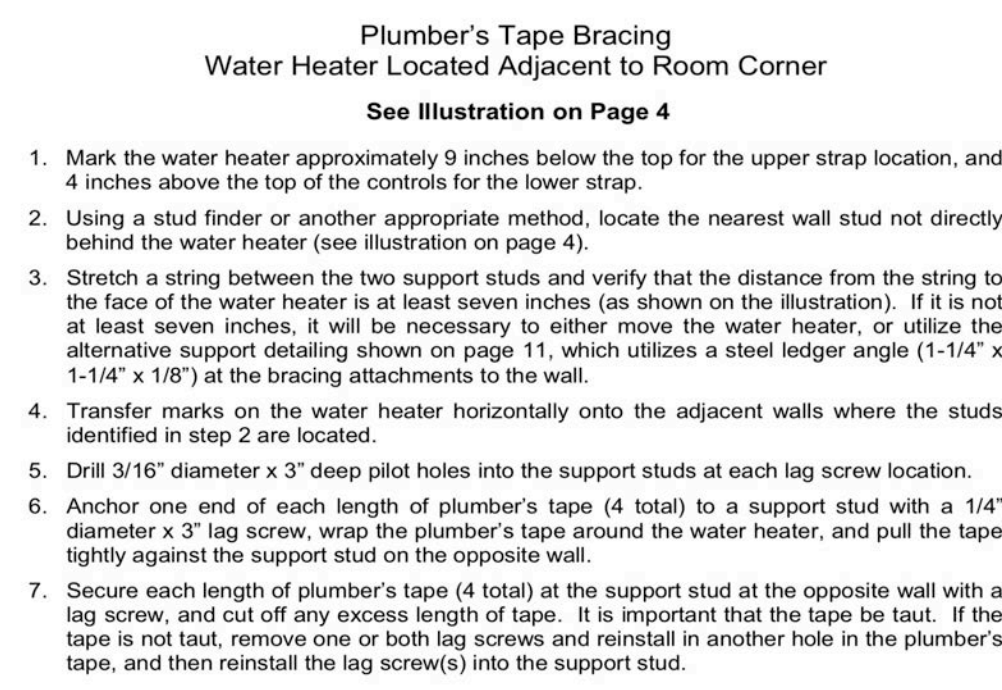 Plumber's Tape Bracing
Water Heater Located Adjacent to Room Corner
See Illustration on Page 4
1. Mark the water heater approximately 9 inches below the top for the upper strap location, and
4 inches above the top of the controls for the lower strap.
2. Using a stud finder or another appropriate method, locate the nearest wall stud not directly
behind the water heater (see illustration on page 4).
3. Stretch a string between the two support studs and verify that the distance from the string to
the face of the water heater is at least seven inches (as shown on the illustration). If it is not
at least seven inches, it will be necessary to either move the water heater, or utilize the
alternative support detailing shown on page 11, which utilizes a steel ledger angle (1-1/4” x
1-1/4” x 1/8”) at the bracing attachments to the wall.
4. Transfer marks on the water heater horizontally onto the adjacent walls where the studs
identified in step 2 are located.
5. Drill 3/16” diameter x 3” deep pilot holes into the support studs at each lag screw location.
6. Anchor one end of each length of plumber's tape (4 total) to a support stud with a 1/4”
diameter x 3” lag screw, wrap the plumber's tape around the water heater, and pull the tape
tightly against the support stud on the opposite wall.
7. Secure each length of plumber's tape (4 total) at the support stud at the opposite wall with a
lag screw, and cut off any excess length of tape. It is important that the tape be taut. If the
tape is not taut, remove one or both lag screws and reinstall in another hole in the plumber's
tape, and then reinstall the lag screw(s) into the support stud.